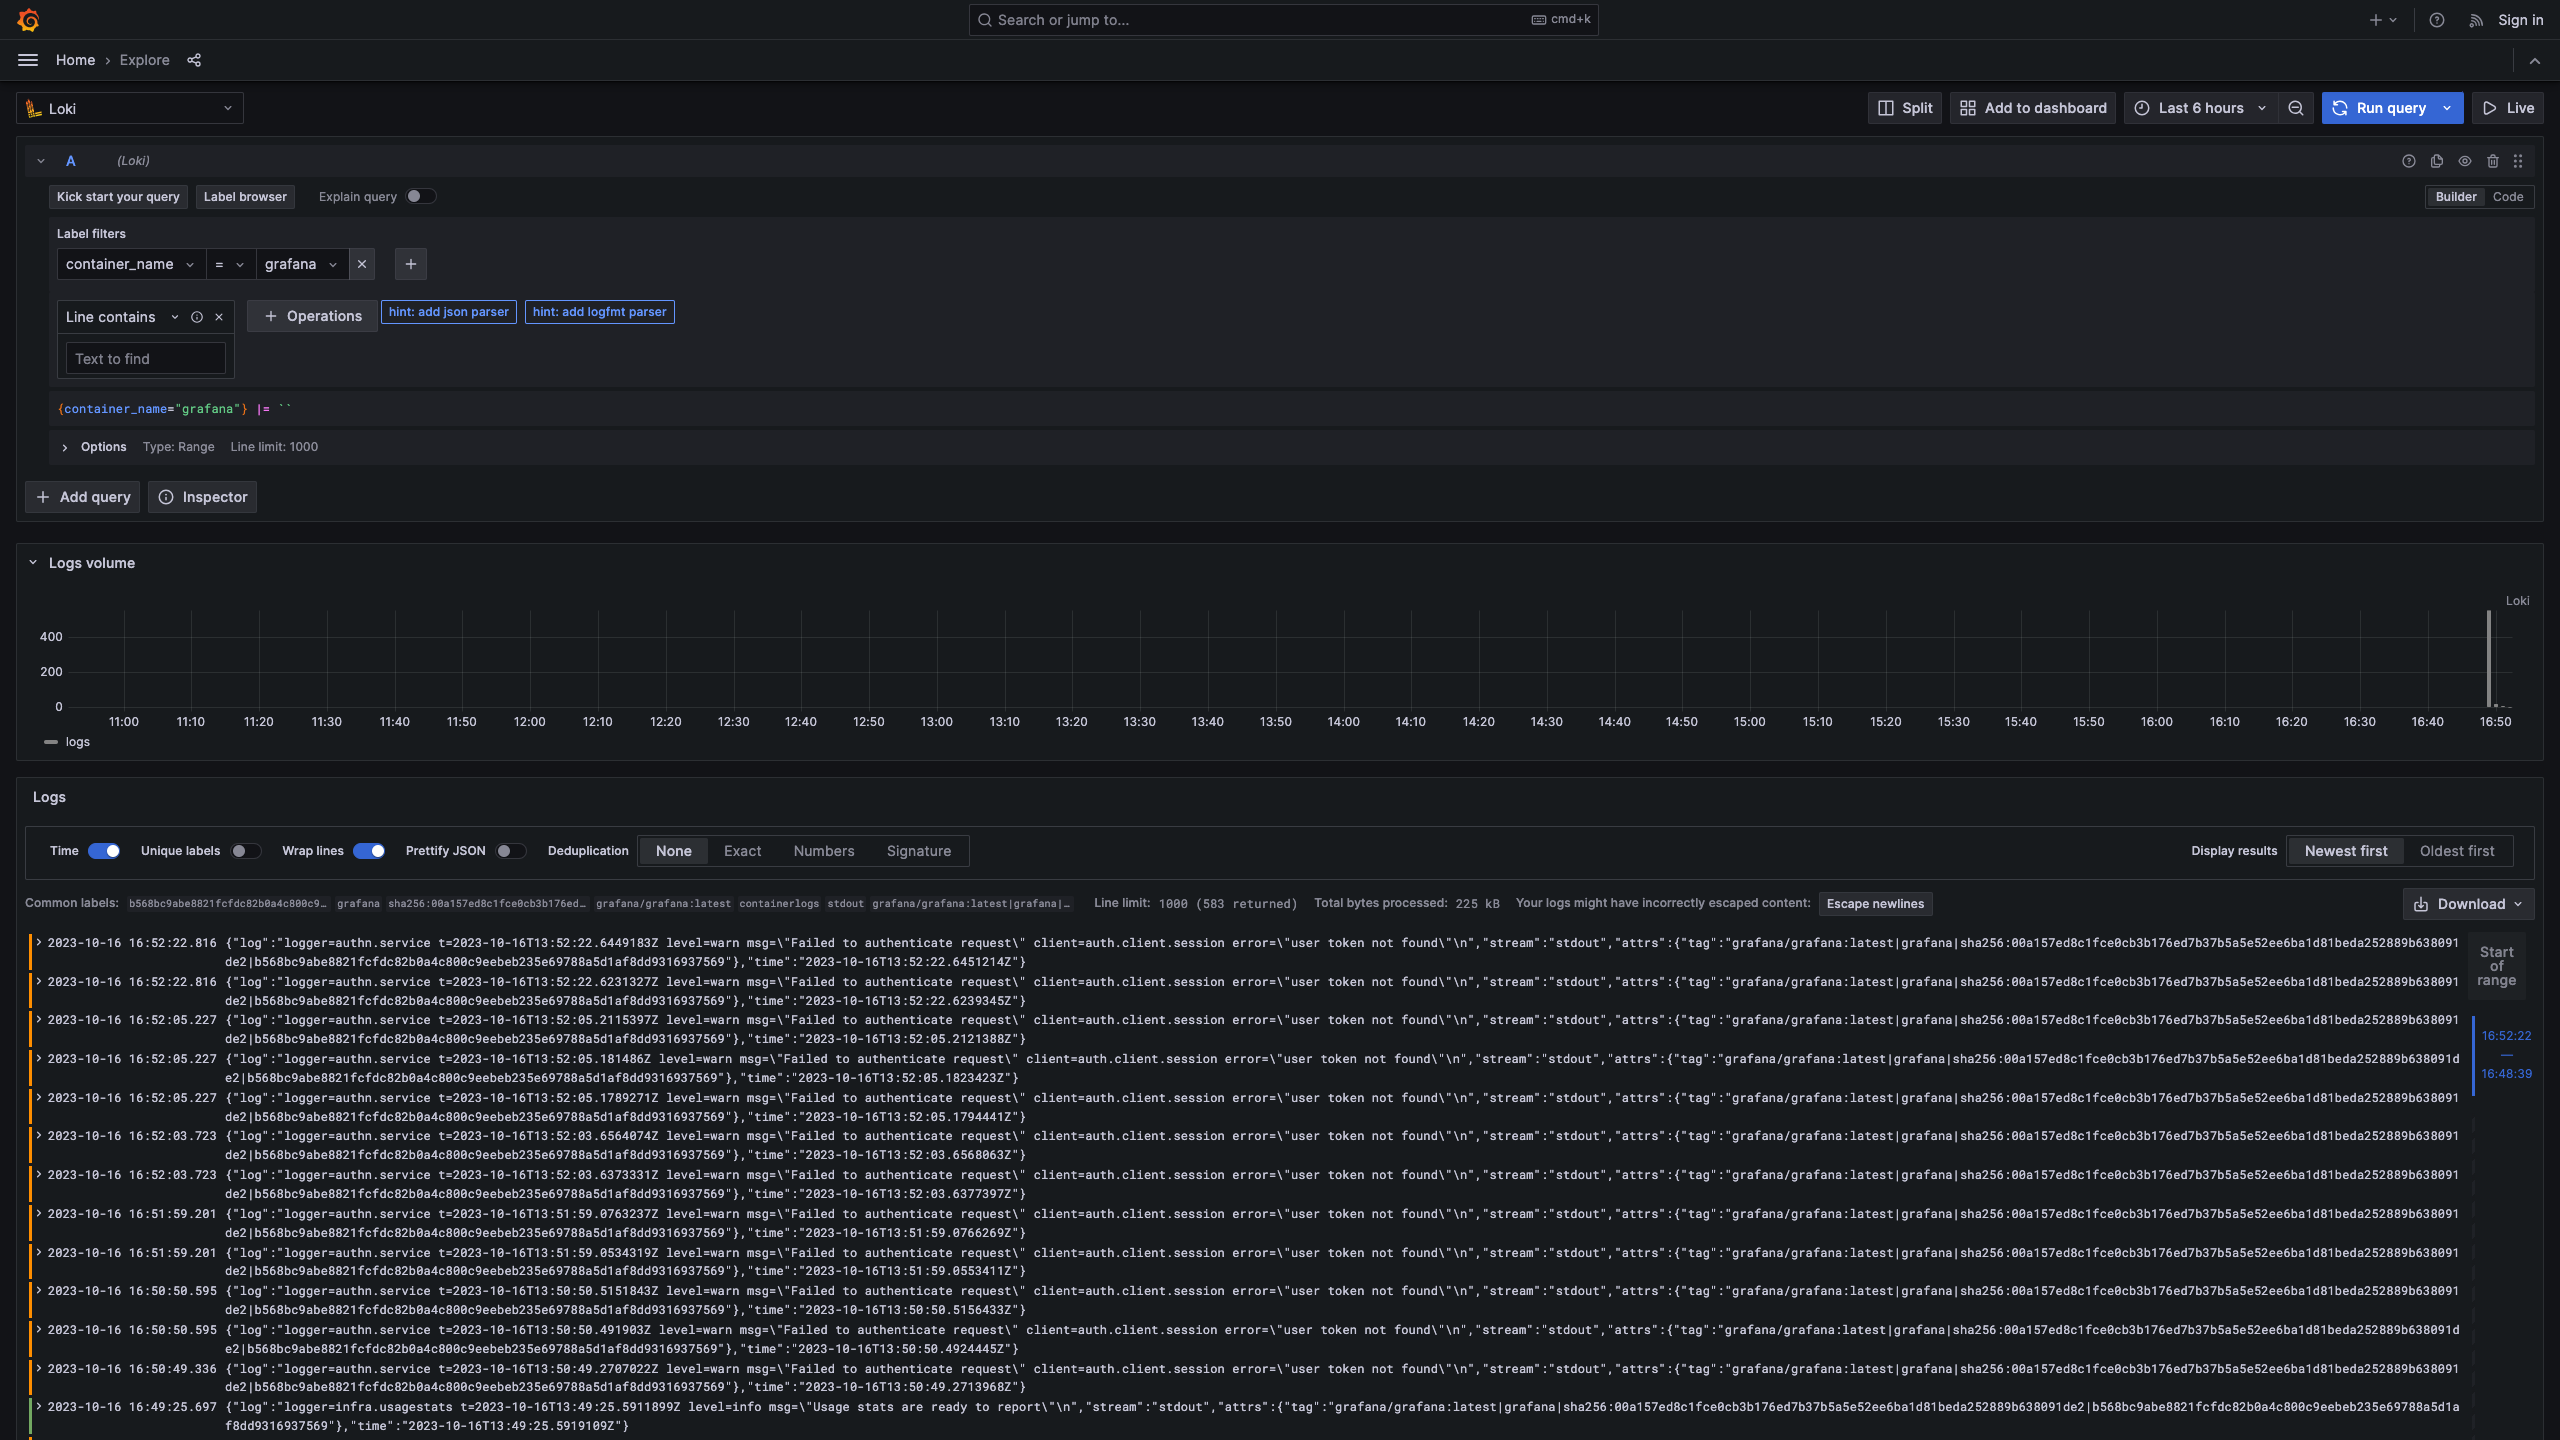 Search or jump to...
cmd+k
Sign in
Home
Explore
Loki
Split
Add to dashboard
Last 6 hours
Run query
Live
A
(Loki)
Kick start your query
Label browser
Explain query
Builder
Code
Label filters
container_name
=
grafana
Line contains
Operations
hint: add json parser
hint: add logfmt parser
Text to find
{container_name="grafana"} |= ``
Options Type: Range Line limit: 1000
Add query
Inspector
Logs volume
Loki
400
200
0
11:00 11:10 11:20 11:30 11:40 11:50 12:00 12:10 12:20 12:30 12:40 12:50 13:00 13:10 13:20 13:30 13:40 13:50 14:00 14:10 14:20 14:30 14:40 14:50 15:00 15:10 15:20 15:30 15:40 15:50 16:00 16:10 16:20 16:30 16:40 16:50
logs
Logs
Time Unique labels Wrap lines Prettify JSON Deduplication None Exact Numbers Signature Display results Newest first Oldest first
Common labels: b568bc9abe8821fcfdc82b0a4c800c9… grafana sha256:00a157ed8c1fce0cb3b176ed… grafana/grafana:latest containerlogs stdout grafana/grafana:latest|grafana|… Line limit: 1000 (583 returned) Total bytes processed: 225 kB Your logs might have incorrectly escaped content: Escape newlines Download
2023-10-16 16:52:22.816 {"log":"logger=authn.service t=2023-10-16T13:52:22.6449183Z level=warn msg=\"Failed to authenticate request\" client=auth.client.session error=\"user token not found\"\n","stream":"stdout","attrs":{"tag":"grafana/grafana:latest|grafana|sha256:00a157ed8c1fce0cb3b176ed7b37b5a5e52ee6ba1d81beda252889b638091
de2|b568bc9abe8821fcfdc82b0a4c800c9eebeb235e69788a5d1af8dd9316937569"},"time":"2023-10-16T13:52:22.6451214Z"}
2023-10-16 16:52:22.816 {"log":"logger=authn.service t=2023-10-16T13:52:22.6231327Z level=warn msg=\"Failed to authenticate request\" client=auth.client.session error=\"user token not found\"\n","stream":"stdout","attrs":{"tag":"grafana/grafana:latest|grafana|sha256:00a157ed8c1fce0cb3b176ed7b37b5a5e52ee6ba1d81beda252889b638091
de2|b568bc9abe8821fcfdc82b0a4c800c9eebeb235e69788a5d1af8dd9316937569"},"time":"2023-10-16T13:52:22.6239345Z"}
2023-10-16 16:52:05.227 {"log":"logger=authn.service t=2023-10-16T13:52:05.2115397Z level=warn msg=\"Failed to authenticate request\" client=auth.client.session error=\"user token not found\"\n","stream":"stdout","attrs":{"tag":"grafana/grafana:latest|grafana|sha256:00a157ed8c1fce0cb3b176ed7b37b5a5e52ee6ba1d81beda252889b638091
de2|b568bc9abe8821fcfdc82b0a4c800c9eebeb235e69788a5d1af8dd9316937569"},"time":"2023-10-16T13:52:05.2121388Z"}
2023-10-16 16:52:05.227 {"log":"logger=authn.service t=2023-10-16T13:52:05.181486Z level=warn msg=\"Failed to authenticate request\" client=auth.client.session error=\"user token not found\"\n","stream":"stdout","attrs":{"tag":"grafana/grafana:latest|grafana|sha256:00a157ed8c1fce0cb3b176ed7b37b5a5e52ee6ba1d81beda252889b638091d
e2|b568bc9abe8821fcfdc82b0a4c800c9eebeb235e69788a5d1af8dd9316937569"},"time":"2023-10-16T13:52:05.1823423Z"}
2023-10-16 16:52:05.227 {"log":"logger=authn.service t=2023-10-16T13:52:05.1789271Z level=warn msg=\"Failed to authenticate request\" client=auth.client.session error=\"user token not found\"\n","stream":"stdout","attrs":{"tag":"grafana/grafana:latest|grafana|sha256:00a157ed8c1fce0cb3b176ed7b37b5a5e52ee6ba1d81beda252889b638091
de2|b568bc9abe8821fcfdc82b0a4c800c9eebeb235e69788a5d1af8dd9316937569"},"time":"2023-10-16T13:52:05.1794441Z"}
2023-10-16 16:52:03.723 {"log":"logger=authn.service t=2023-10-16T13:52:03.6564074Z level=warn msg=\"Failed to authenticate request\" client=auth.client.session error=\"user token not found\"\n","stream":"stdout","attrs":{"tag":"grafana/grafana:latest|grafana|sha256:00a157ed8c1fce0cb3b176ed7b37b5a5e52ee6ba1d81beda252889b638091
de2|b568bc9abe8821fcfdc82b0a4c800c9eebeb235e69788a5d1af8dd9316937569"},"time":"2023-10-16T13:52:03.6568063Z"}
2023-10-16 16:52:03.723 {"log":"logger=authn.service t=2023-10-16T13:52:03.6373331Z level=warn msg=\"Failed to authenticate request\" client=auth.client.session error=\"user token not found\"\n","stream":"stdout","attrs":{"tag":"grafana/grafana:latest|grafana|sha256:00a157ed8c1fce0cb3b176ed7b37b5a5e52ee6ba1d81beda252889b638091
de2|b568bc9abe8821fcfdc82b0a4c800c9eebeb235e69788a5d1af8dd9316937569"},"time":"2023-10-16T13:52:03.6377397Z"}
2023-10-16 16:51:59.201 {"log":"logger=authn.service t=2023-10-16T13:51:59.0763237Z level=warn msg=\"Failed to authenticate request\" client=auth.client.session error=\"user token not found\"\n","stream":"stdout","attrs":{"tag":"grafana/grafana:latest|grafana|sha256:00a157ed8c1fce0cb3b176ed7b37b5a5e52ee6ba1d81beda252889b638091
de2|b568bc9abe8821fcfdc82b0a4c800c9eebeb235e69788a5d1af8dd9316937569"},"time":"2023-10-16T13:51:59.0766269Z"}
2023-10-16 16:51:59.201 {"log":"logger=authn.service t=2023-10-16T13:51:59.0534319Z level=warn msg=\"Failed to authenticate request\" client=auth.client.session error=\"user token not found\"\n","stream":"stdout","attrs":{"tag":"grafana/grafana:latest|grafana|sha256:00a157ed8c1fce0cb3b176ed7b37b5a5e52ee6ba1d81beda252889b638091
de2|b568bc9abe8821fcfdc82b0a4c800c9eebeb235e69788a5d1af8dd9316937569"},"time":"2023-10-16T13:51:59.0553411Z"}
2023-10-16 16:50:50.595 {"log":"logger=authn.service t=2023-10-16T13:50:50.5151843Z level=warn msg=\"Failed to authenticate request\" client=auth.client.session error=\"user token not found\"\n","stream":"stdout","attrs":{"tag":"grafana/grafana:latest|grafana|sha256:00a157ed8c1fce0cb3b176ed7b37b5a5e52ee6ba1d81beda252889b638091
de2|b568bc9abe8821fcfdc82b0a4c800c9eebeb235e69788a5d1af8dd9316937569"},"time":"2023-10-16T13:50:50.5156433Z"}
2023-10-16 16:50:50.595 {"log":"logger=authn.service t=2023-10-16T13:50:50.491903Z level=warn msg=\"Failed to authenticate request\" client=auth.client.session error=\"user token not found\"\n","stream":"stdout","attrs":{"tag":"grafana/grafana:latest|grafana|sha256:00a157ed8c1fce0cb3b176ed7b37b5a5e52ee6ba1d81beda252889b638091d
e2|b568bc9abe8821fcfdc82b0a4c800c9eebeb235e69788a5d1af8dd9316937569"},"time":"2023-10-16T13:50:50.4924445Z"}
2023-10-16 16:50:49.336 {"log":"logger=authn.service t=2023-10-16T13:50:49.2707022Z level=warn msg=\"Failed to authenticate request\" client=auth.client.session error=\"user token not found\"\n","stream":"stdout","attrs":{"tag":"grafana/grafana:latest|grafana|sha256:00a157ed8c1fce0cb3b176ed7b37b5a5e52ee6ba1d81beda252889b638091
de2|b568bc9abe8821fcfdc82b0a4c800c9eebeb235e69788a5d1af8dd9316937569"},"time":"2023-10-16T13:50:49.2713968Z"}
2023-10-16 16:49:25.697 {"log":"logger=infra.usagestats t=2023-10-16T13:49:25.5911899Z level=info msg=\"Usage stats are ready to report\"\n","stream":"stdout","attrs":{"tag":"grafana/grafana:latest|grafana|sha256:00a157ed8c1fce0cb3b176ed7b37b5a5e52ee6ba1d81beda252889b638091de2|b568bc9abe8821fcfdc82b0a4c800c9eebeb235e69788a5d1a
f8dd9316937569"},"time":"2023-10-16T13:49:25.5919109Z"}
Start
of
range
16:52:22
—
16:48:39